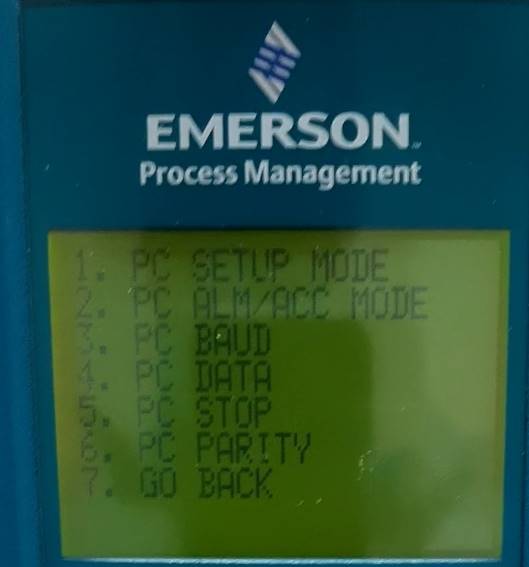 EMERSON
Process Management
1. PC SETUP MODE
2. PC ALM/ACC MODE
3. PC BAUD
4. PC DATA
5. PC STOP
6. PC PARITY
7. GO BACK